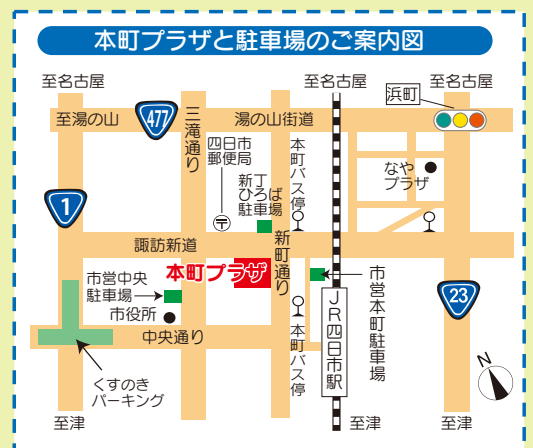 本町プラザと駐車場のご案内図
至名古屋
至名古屋
至名古屋
浜町
至湯の山
477
三滝通り
湯の山街道
四日市
郵便局
本町バス停
なや
プラザ
新丁
ひろば
駐車場
〒
1
諏訪新道
新町通り
本町プラザ
市営中央
駐車場
市役所
中央通り
本町バス停
JR四日市駅
市営本町駐車場
23
くすのき
パーキング
N
至津
至津
至津